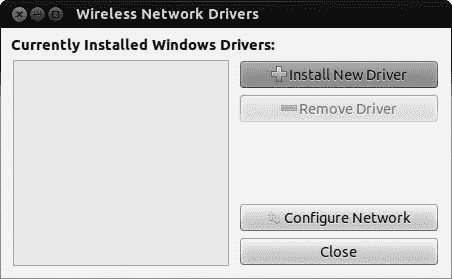 Wireless Network Drivers
Currently Installed Windows Drivers:
Install New Driver
Remove Driver
Configure Network
Close